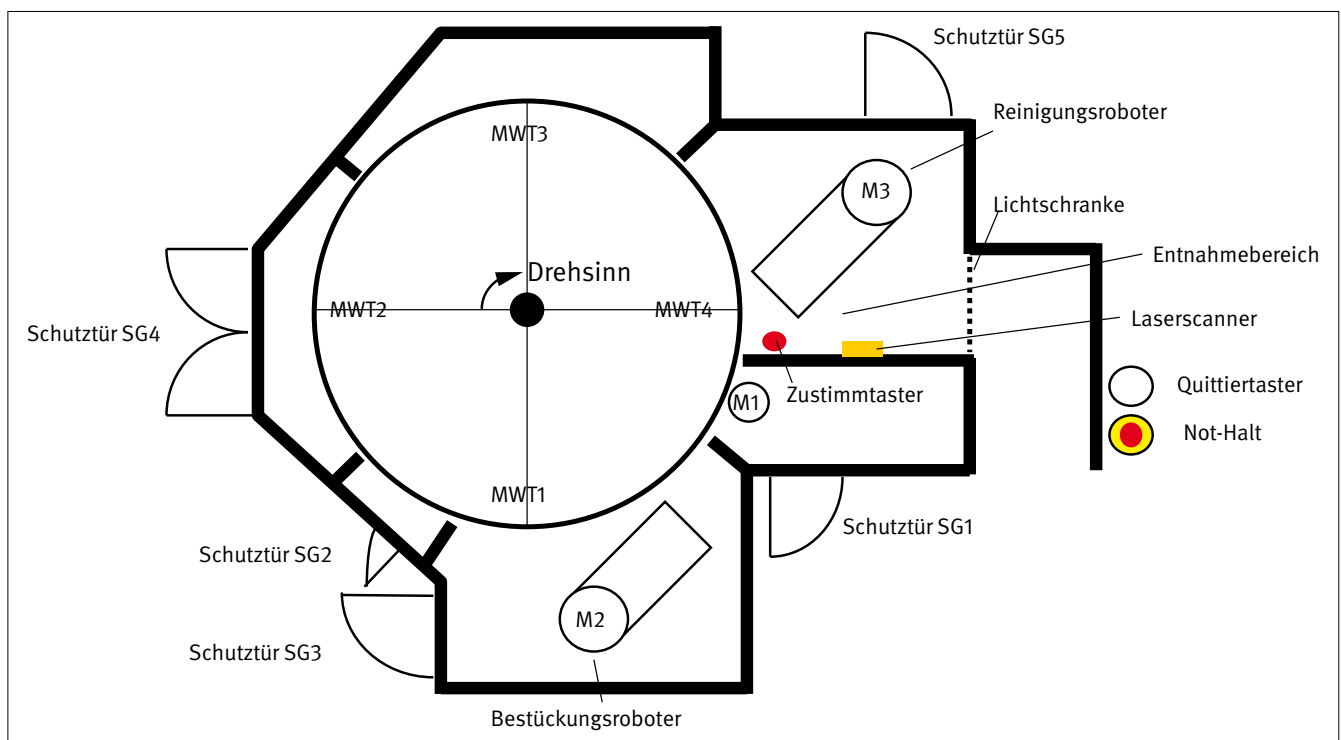 Schutztür SG5
Reinigungsroboter
MWT3
M3
Lichtschranke
Entnahmebereich
Drehsinn
MWT2
MWT4
Laserscanner
Schutztür SG4
Zustimmtaster
Quittiertaster
M1
Not-Halt
MWT1
Schutztür SG1
Schutztür SG2
M2
Schutztür SG3
Bestückungsroboter